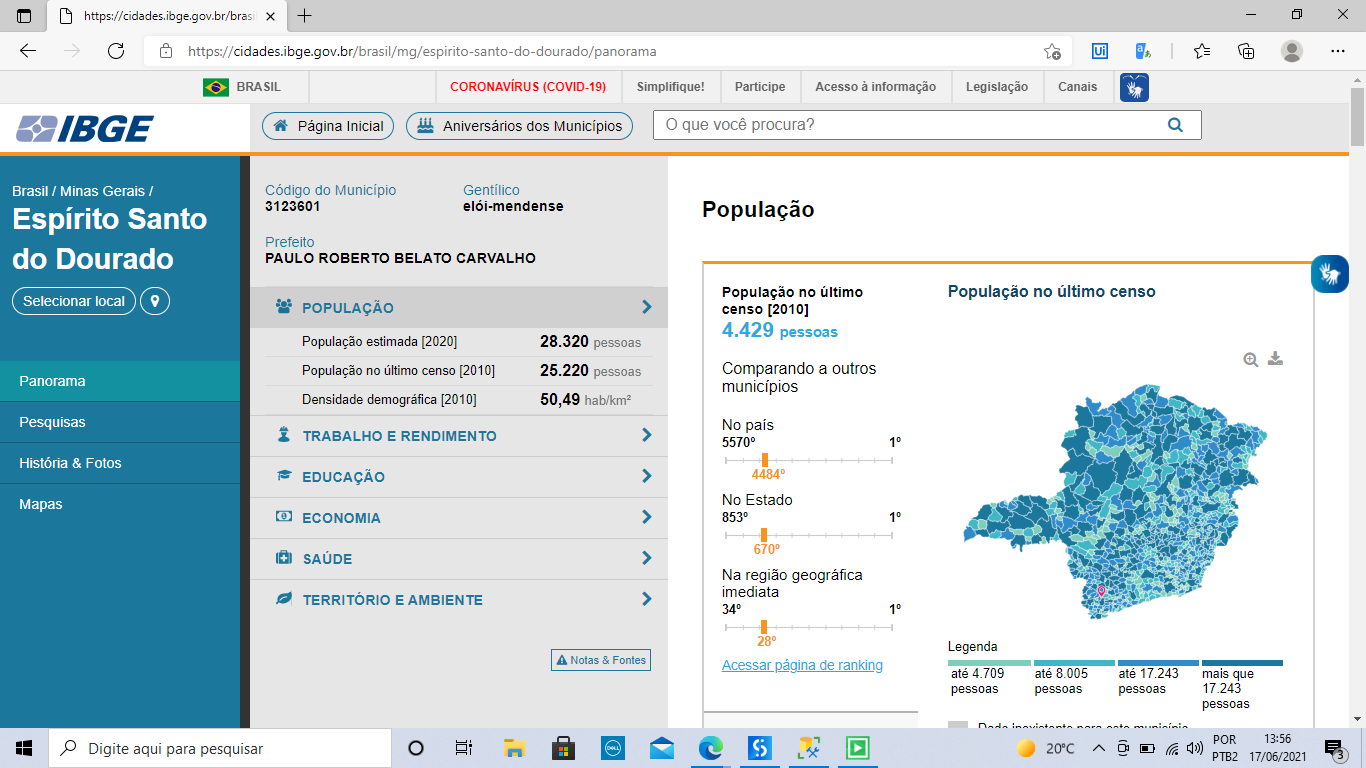 https://cidades.ibge.gov.br/brasi
https://cidades.ibge.gov.br/brasil/mg/espirito-santo-do-dourado/panorama
BRASIL
CORONAVÍRUS (COVID-19)
Simplifique!
Participe
Acesso à informação
Legislação
Canais
IBGE
Página Inicial
Aniversários dos Municípios
O que você procura?
Brasil / Minas Gerais /
Espírito Santo
do Dourado
Selecionar local
Panorama
Pesquisas
História & Fotos
Mapas
Código do Município
3123601
Gentílico
elói-mendense
Prefeito
PAULO ROBERTO BELATO CARVALHO
POPULAÇÃO
População estimada [2020] 28.320 pessoas
População no último censo [2010] 25.220 pessoas
Densidade demográfica [2010] 50,49 hab/km²
TRABALHO E RENDIMENTO
EDUCAÇÃO
ECONOMIA
SAÚDE
TERRITÓRIO E AMBIENTE
Notas & Fontes
População
População no último
censo [2010]
4.429 pessoas
Comparando a outros
municípios
No país
5570º 1º
4484º
No Estado
853º 1º
670º
Na região geográfica
imediata
34º 1º
28º
Acessar página de ranking
População no último censo
Legenda
até 4.709
pessoas
até 8.005
pessoas
até 17.243
pessoas
mais que
17.243
pessoas
Dado inexistente para este município
Digite aqui para pesquisar
DELL
20°C
POR
PTB2
13:56
17/06/2021
3